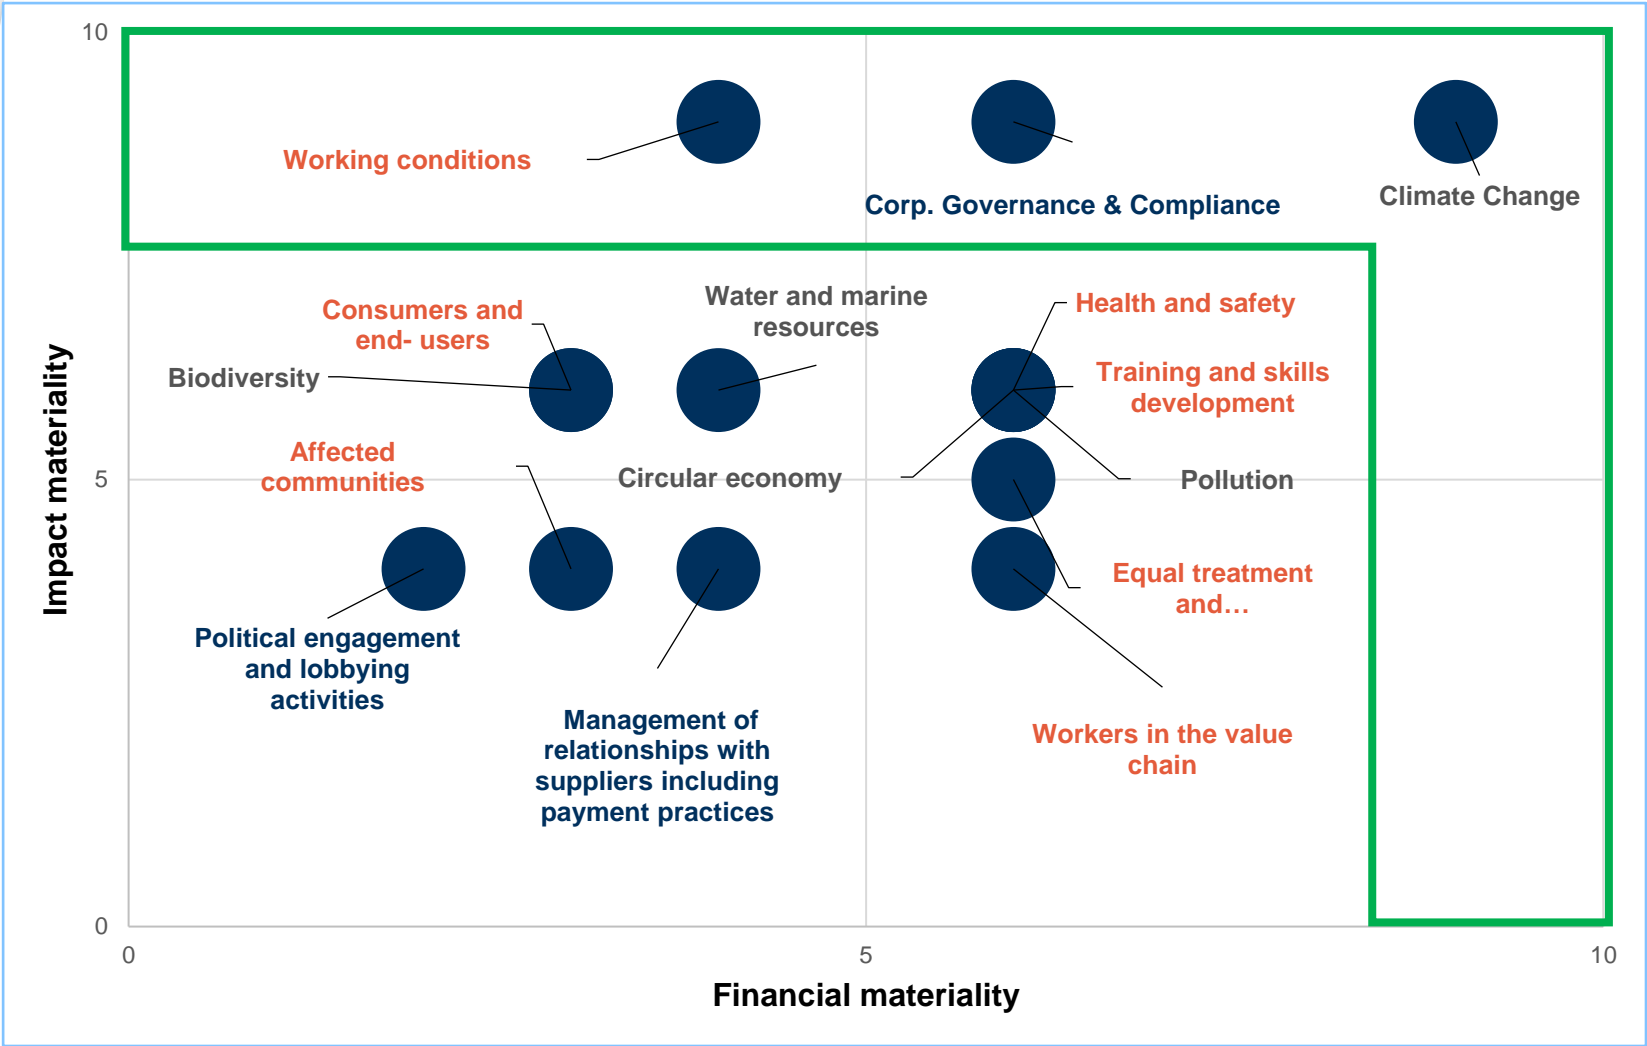 10
Working conditions
Corp. Governance & Compliance
Climate Change
Consumers and
end- users
Water and marine
resources
Health and safety
Biodiversity
Training and skills
development
Affected
communities
5
Circular economy
Pollution
Equal treatment
and…
Political engagement
and lobbying
activities
Management of
relationships with
suppliers including
payment practices
Workers in the value
chain
Impact materiality
0
0
5
10
Financial materiality